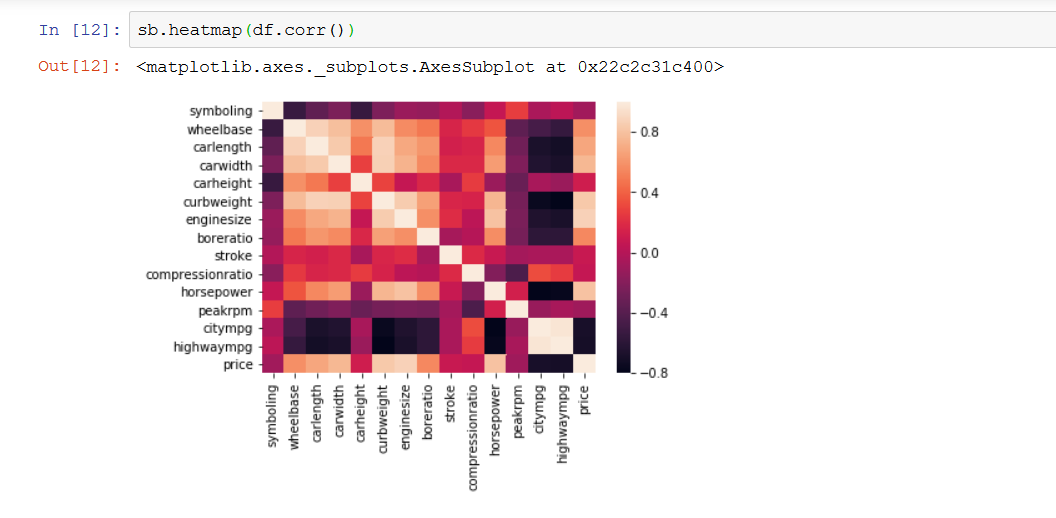 In [12]: sb.heatmap(df.corr())
Out[12]: <matplotlib.axes._subplots.AxesSubplot at 0x22c2c31c400>
symboling
wheelbase
carlength
carwidth
carheight
curbweight
enginesize
boreratio
stroke
compressionratio
horsepower
peakrpm
citympg
highwaympg
price
0.8
0.4
0.0
−0.4
−0.8
symboling
wheelbase
carlength
carwidth
carheight
curbweight
enginesize
boreratio
stroke
compressionratio
horsepower
peakrpm
citympg
highwaympg
price